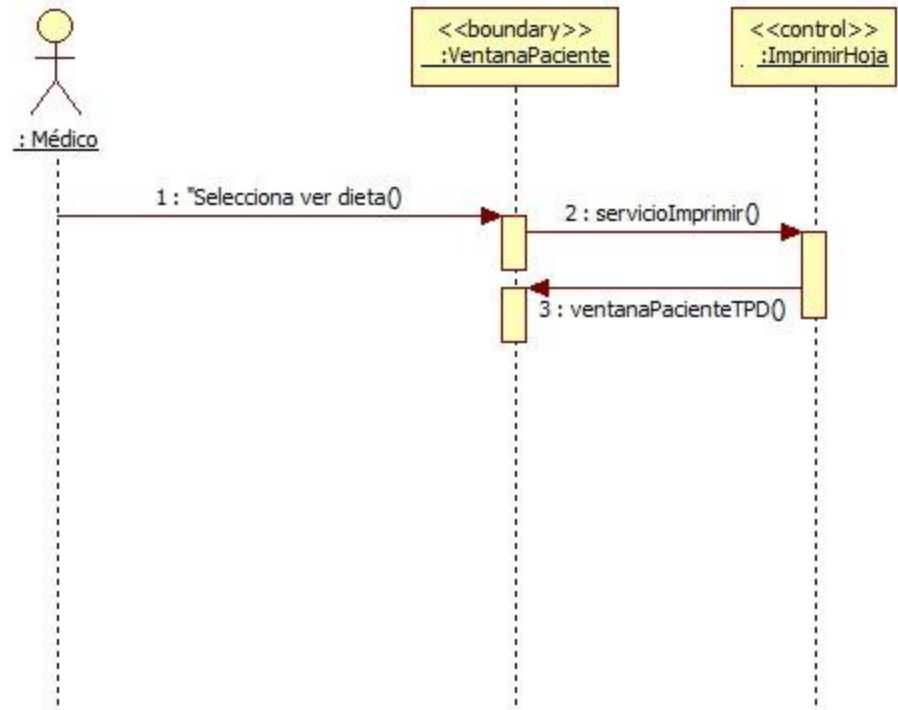 <<boundary>>
:VentanaPaciente
<<control>>
. :ImprimirHoja
: Médico
1 : "Selecciona ver dieta()
2 : servicioImprimir()
3 : ventanaPacienteTPD()